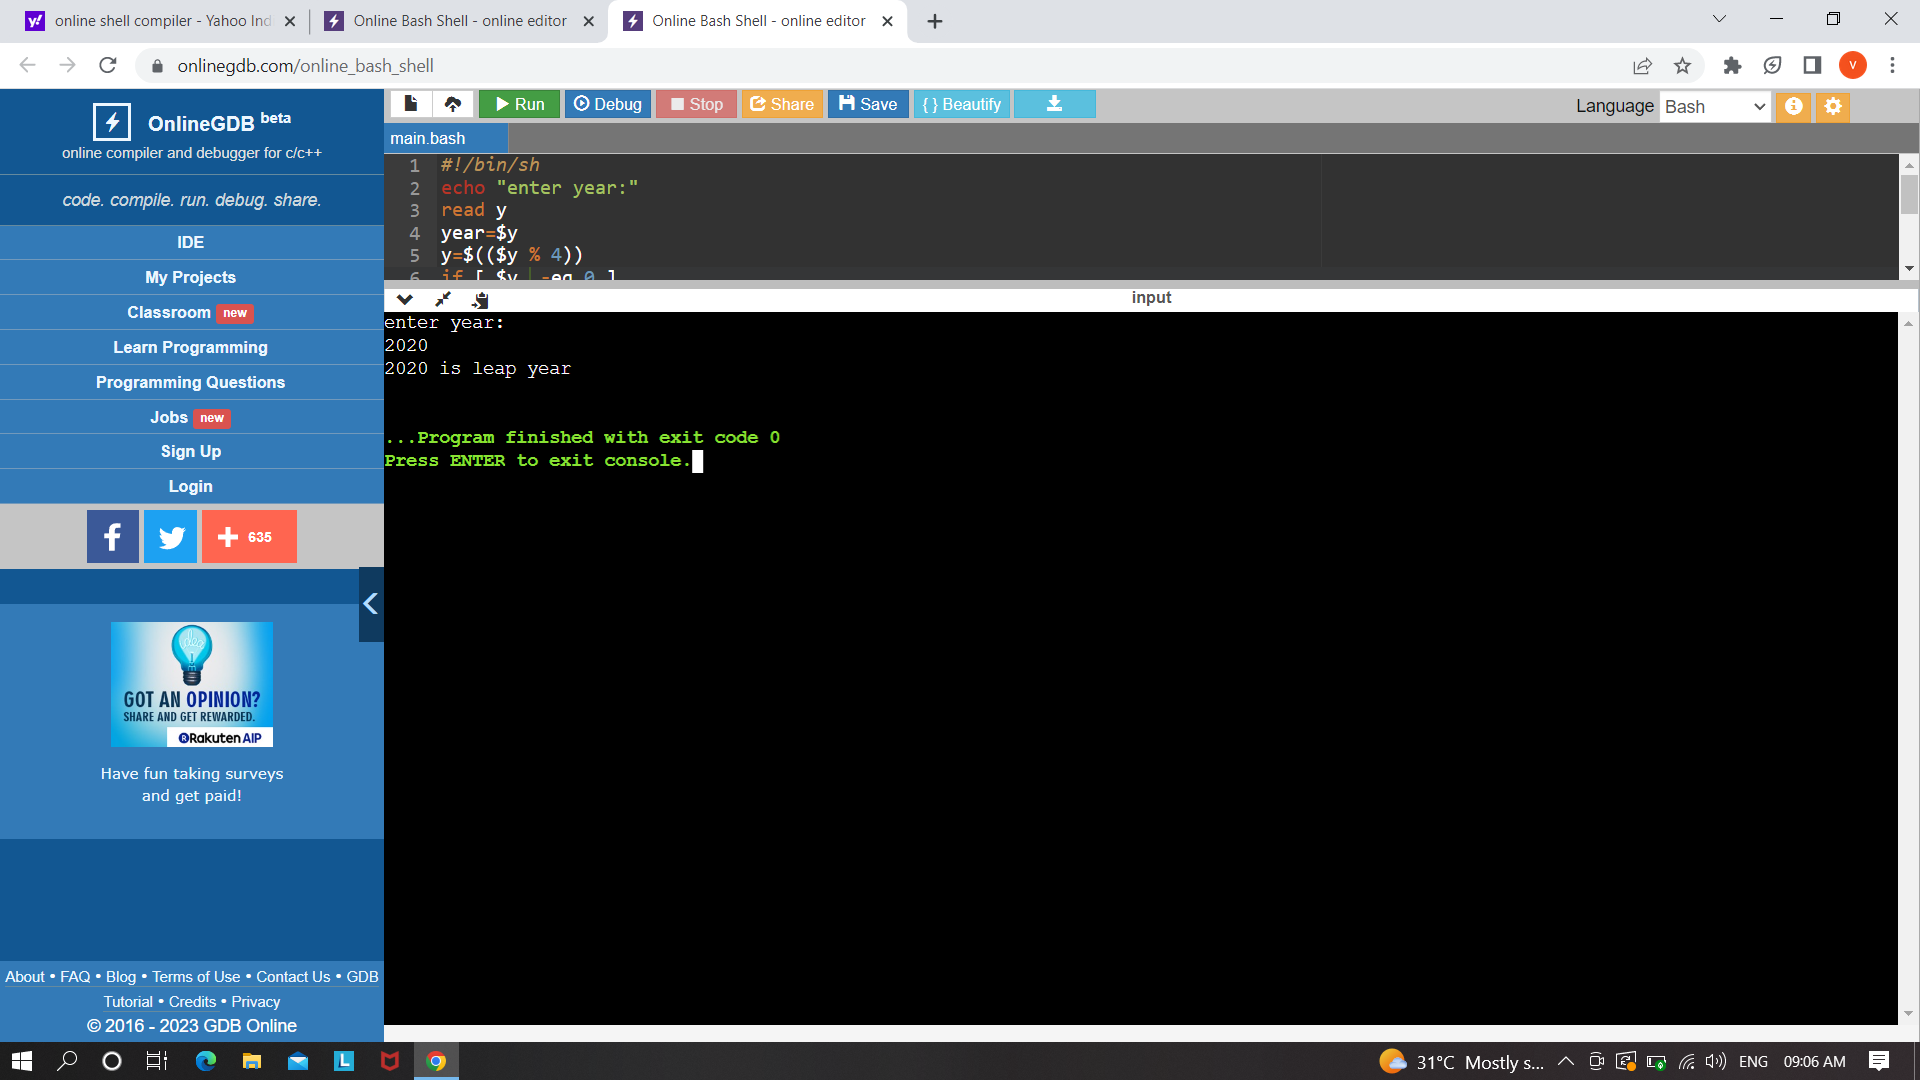 online shell compiler - Yahoo Ind
Online Bash Shell - online editor
Online Bash Shell - online editor
onlinegdb.com/online_bash_shell
V
OnlineGDB beta
online compiler and debugger for c/c++
code. compile. run. debug. share.
IDE
My Projects
Classroom new
Learn Programming
Programming Questions
Jobs new
Sign Up
Login
f
+ 635
GOT AN OPINION?
SHARE AND GET REWARDED.
Rakuten AIP
Have fun taking surveys
and get paid!
About • FAQ • Blog • Terms of Use • Contact Us • GDB
Tutorial • Credits • Privacy
© 2016 - 2023 GDB Online
Run
Debug
Stop
Share
Save
{ } Beautify
Language Bash
main.bash
1 #!/bin/sh
2 echo "enter year:"
3 read y
4 year=$y
5 y=$(($y % 4))
6 if [ $y -eq 0 ]
input
enter year:
2020
2020 is leap year
...Program finished with exit code 0
Press ENTER to exit console.
31°C Mostly s...
ENG
09:06 AM